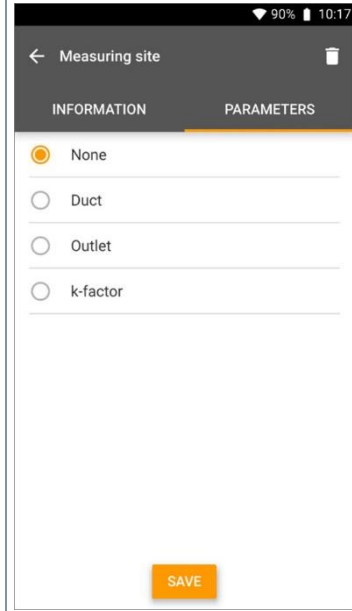 90% 10:17
Measuring site
INFORMATION PARAMETERS
None
Duct
Outlet
k-factor
SAVE